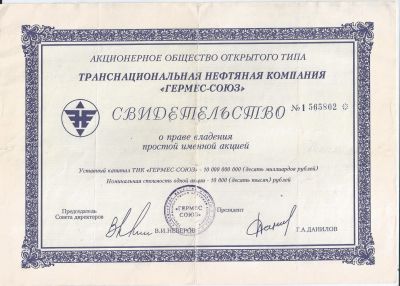 АКЦИОНЕРНОЕ ОБЩЕСТВО ОТКРЫТОГО ТИПА
ТРАНСНАЦИОНАЛЬНАЯ НЕФТЯНАЯ КОМПАНИЯ
«ГЕРМЕС-СОЮЗ»
СВИДЕТЕЛЬСТВО №1 565802 ✲
о праве владения
простой именной акцией
Уставный капитал ТНК «ГЕРМЕС-СОЮЗ» - 10 000 000 000 (десять миллиардов рублей)
Номинальная стоимость одной акции - 10 000 (десять тысяч) рублей
Председатель
Совета директоров
В.И.НЕВЕРОВ
«ГЕРМЕС
СОЮЗ»
Президент
Г.А.ДАНИЛОВ